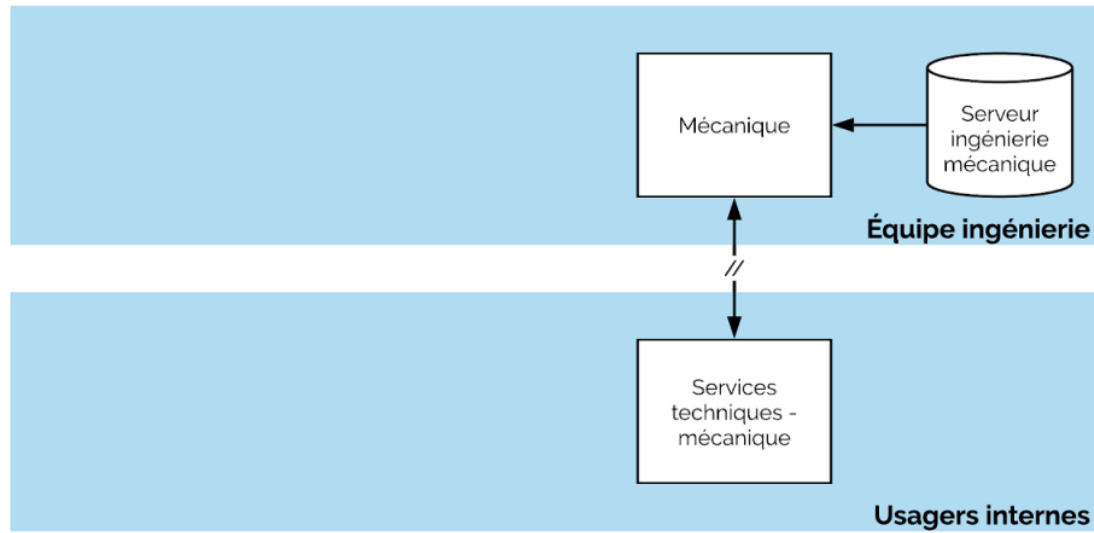 Mécanique
Serveur
ingénierie
mécanique
Équipe ingénierie
//
Services
techniques -
mécanique
Usagers internes